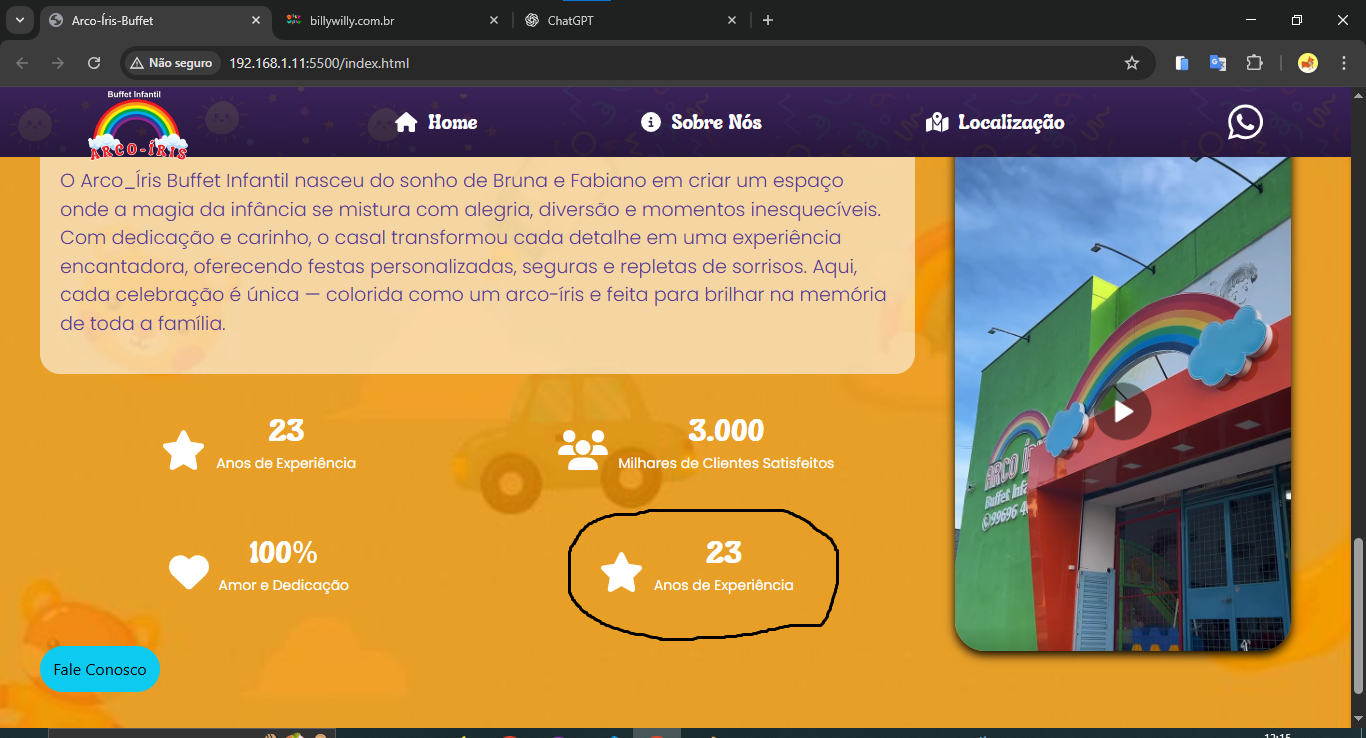 Arco-Íris-Buffet
billywilly.com.br
ChatGPT
Não seguro
192.168.1.11:5500/index.html
Buffet Infantil
ARCO-ÍRIS
Home
Sobre Nós
Localização
O Arco_Íris Buffet Infantil nasceu do sonho de Bruna e Fabiano em criar um espaço
onde a magia da infância se mistura com alegria, diversão e momentos inesquecíveis.
Com dedicação e carinho, o casal transformou cada detalhe em uma experiência
encantadora, oferecendo festas personalizadas, seguras e repletas de sorrisos. Aqui,
cada celebração é única — colorida como um arco-íris e feita para brilhar na memória
de toda a família.
23
Anos de Experiência
3.000
Milhares de Clientes Satisfeitos
100%
Amor e Dedicação
23
Anos de Experiência
Fale Conosco
ARCO ÍR
Buffet Infa
99696 4